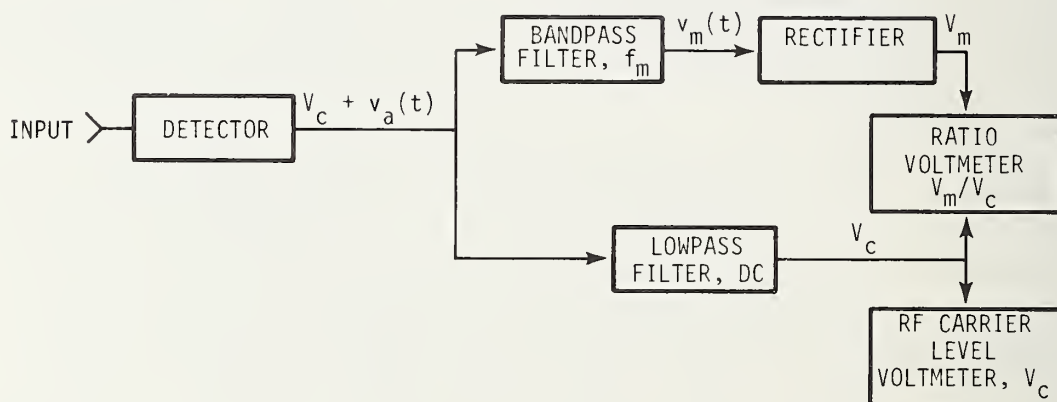 BANDPASS
FILTER, f_m
v_m(t)
RECTIFIER
V_m
INPUT
DETECTOR
V_c + v_a(t)
RATIO
VOLTMETER
V_m/V_c
LOWPASS
FILTER, DC
V_c
RF CARRIER
LEVEL
VOLTMETER, V_c